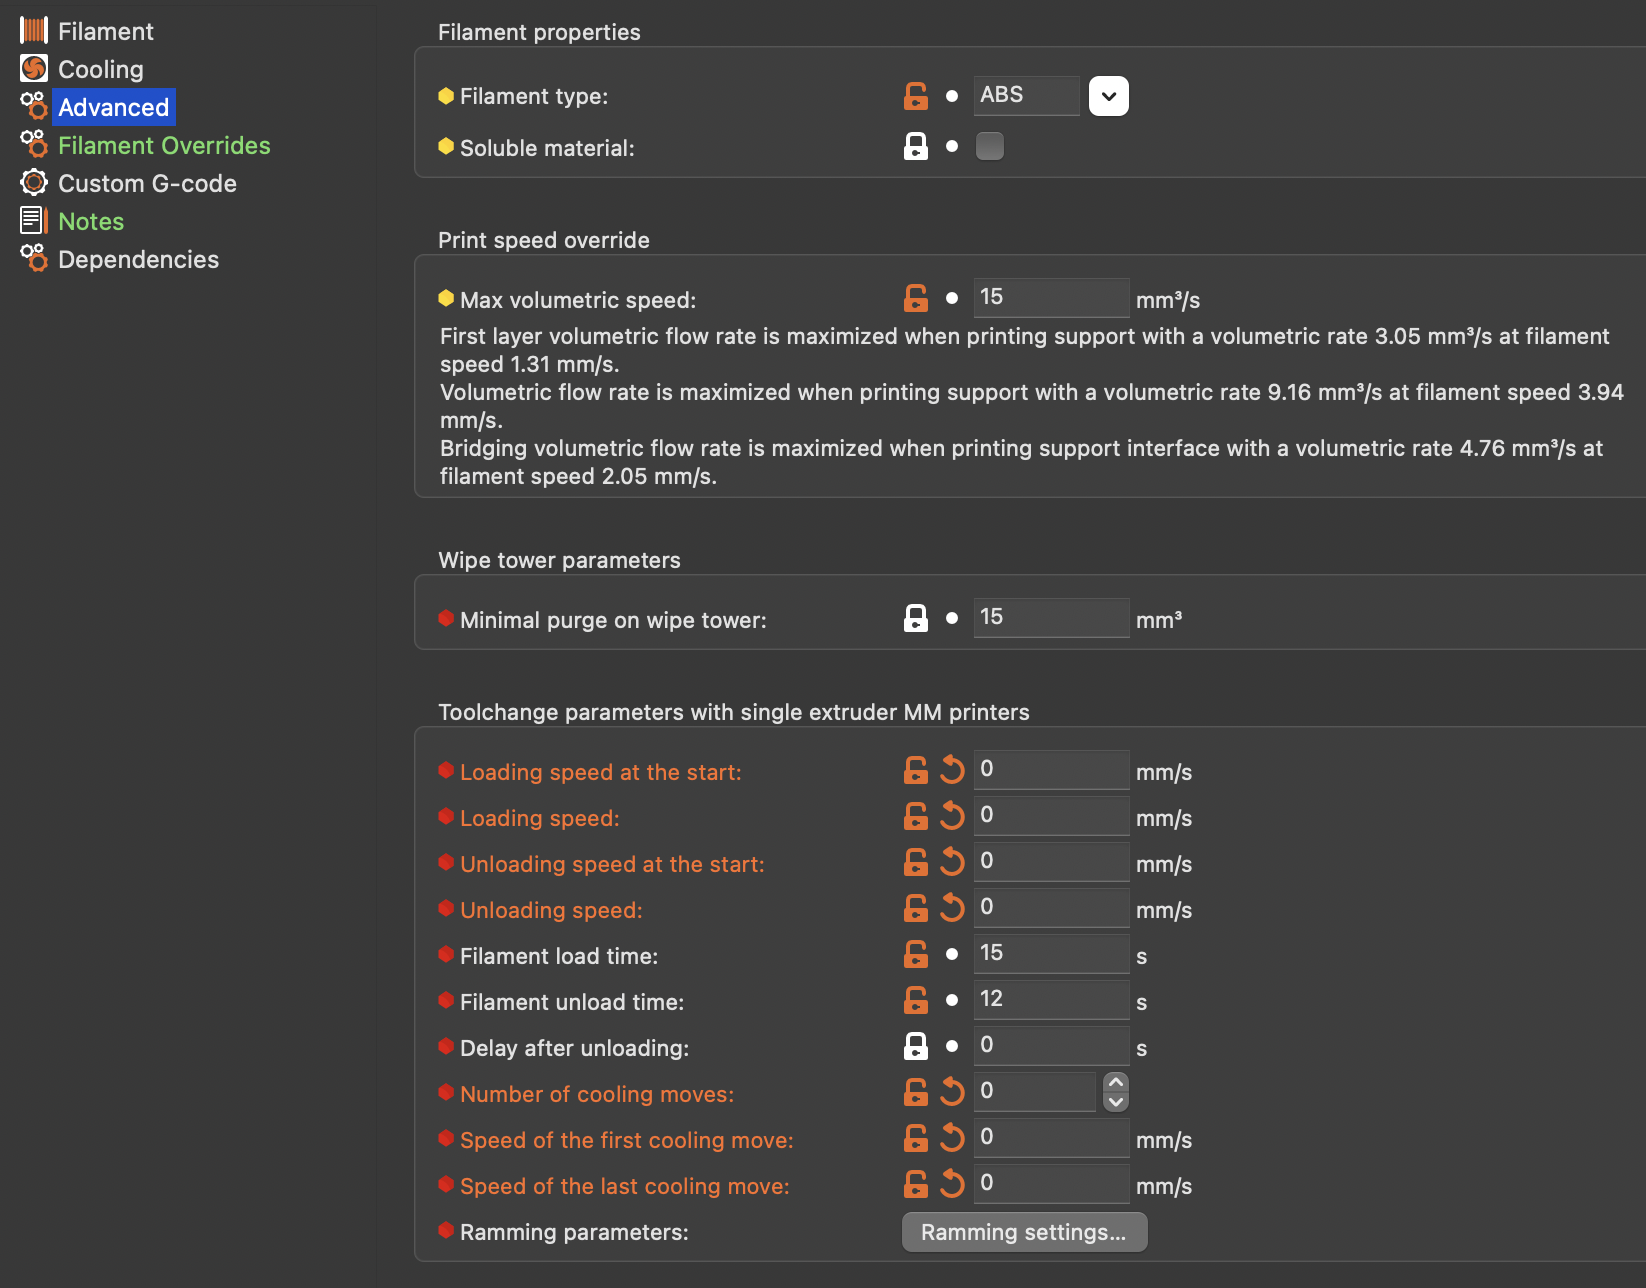 Filament
Cooling
Advanced
Filament Overrides
Custom G-code
Notes
Dependencies
Filament properties
Filament type: ABS
Soluble material:
Print speed override
Max volumetric speed: 15 mm³/s
First layer volumetric flow rate is maximized when printing support with a volumetric rate 3.05 mm³/s at filament
speed 1.31 mm/s.
Volumetric flow rate is maximized when printing support with a volumetric rate 9.16 mm³/s at filament speed 3.94
mm/s.
Bridging volumetric flow rate is maximized when printing support interface with a volumetric rate 4.76 mm³/s at
filament speed 2.05 mm/s.
Wipe tower parameters
Minimal purge on wipe tower: 15 mm³
Toolchange parameters with single extruder MM printers
Loading speed at the start: 0 mm/s
Loading speed: 0 mm/s
Unloading speed at the start: 0 mm/s
Unloading speed: 0 mm/s
Filament load time: 15 s
Filament unload time: 12 s
Delay after unloading: 0 s
Number of cooling moves: 0
Speed of the first cooling move: 0 mm/s
Speed of the last cooling move: 0 mm/s
Ramming parameters: Ramming settings...